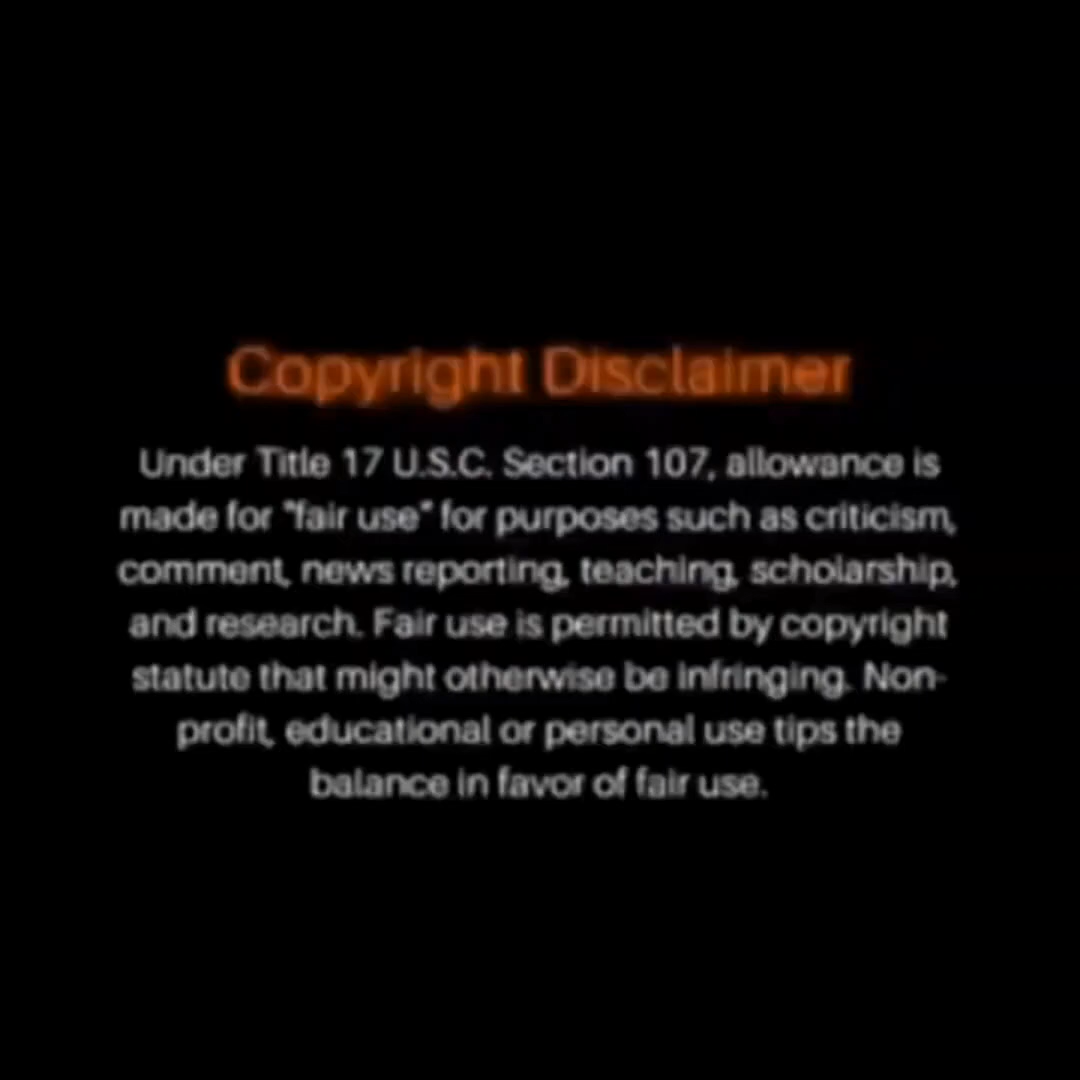 Copyright Disclaimer
Under Title 17 U.S.C. Section 107, allowance is
made for "fair use" for purposes such as criticism,
comment, news reporting, teaching, scholarship,
and research. Fair use is permitted by copyright
statute that might otherwise be infringing. Non-
profit, educational or personal use tips the
balance in favor of fair use.